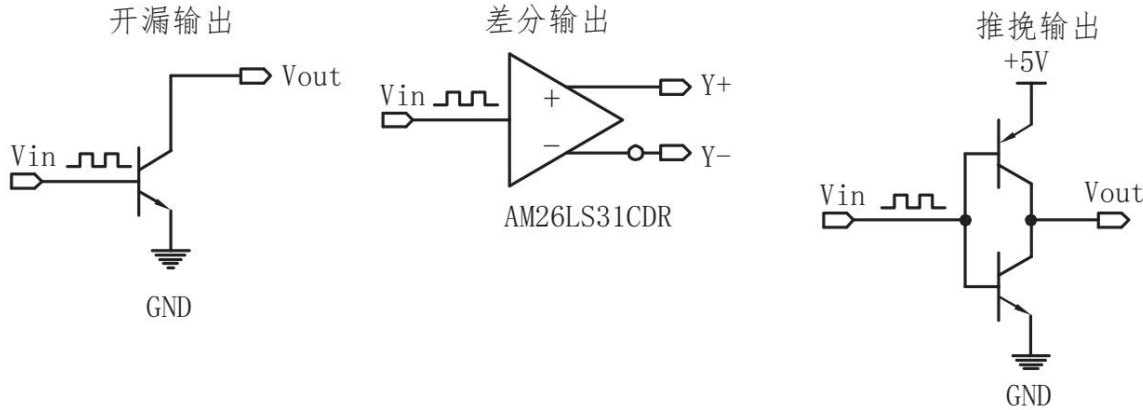 开漏输出
Vout
Vin
GND
差分输出
Vin
+
−
Y+
Y-
AM26LS31CDR
推挽输出
+5V
Vin
Vout
GND